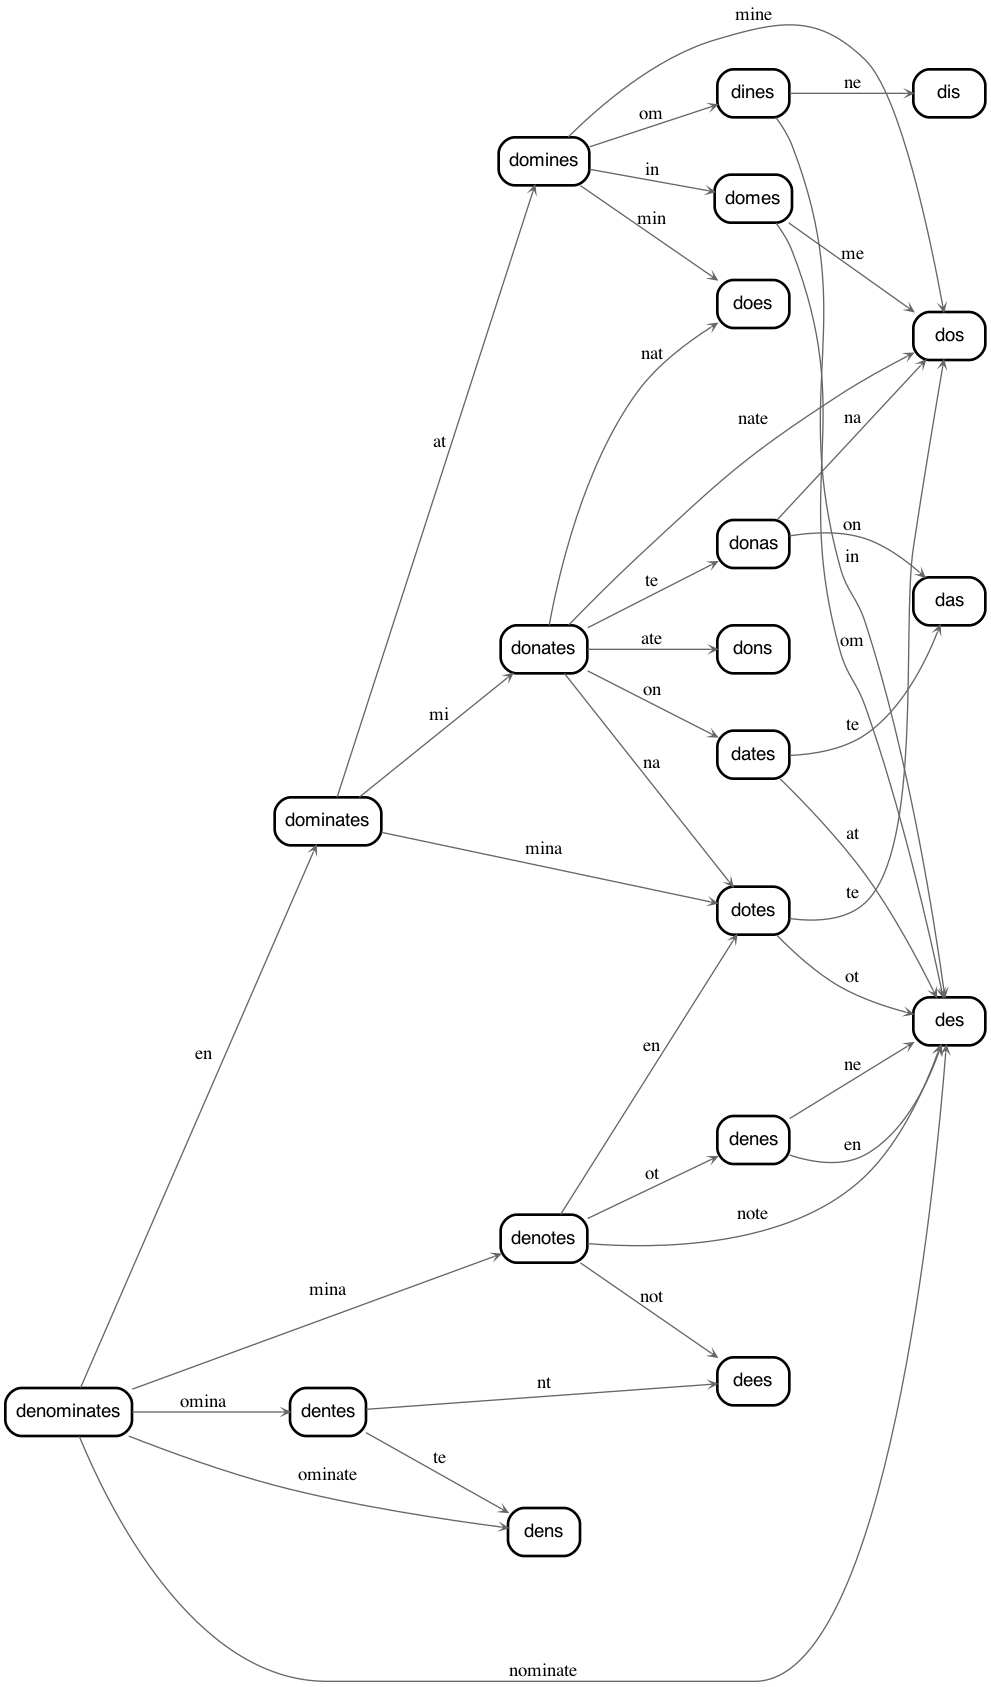 mine
dines
ne
dis
om
domines
in
domes
min
me
does
dos
nat
nate
na
at
donas
on
in
te
das
donates
ate
dons
om
on
mi
te
dates
na
dominates
at
mina
te
dotes
ot
des
en
en
ne
denes
en
ot
note
denotes
mina
not
dees
nt
omina
denominates
dentes
te
ominate
dens
nominate